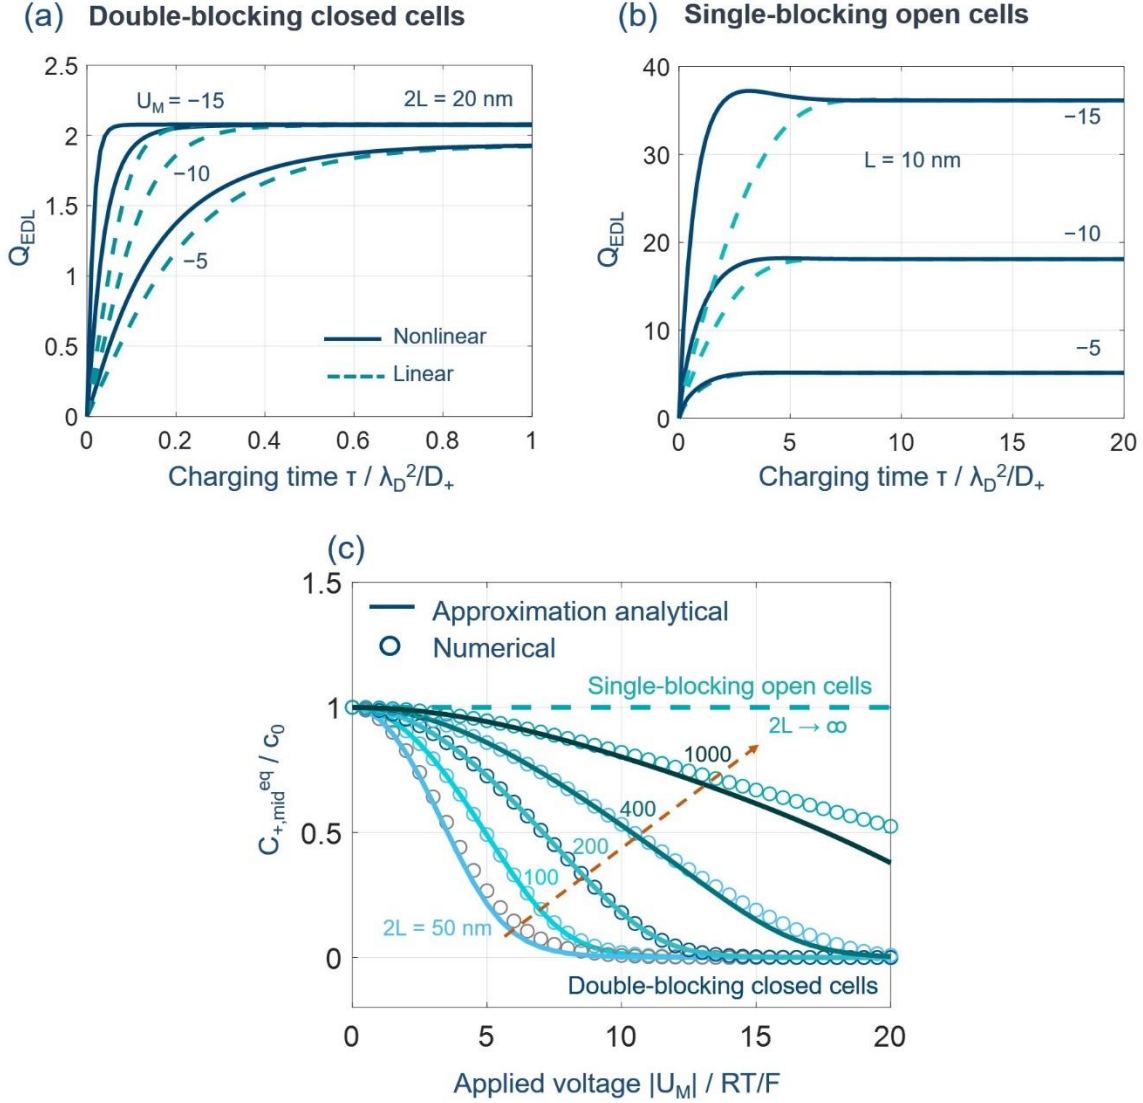 (a) Double-blocking closed cells
2.5
2
1.5
1
0.5
0
Q_EDL
U_M = −15
2L = 20 nm
−10
−5
Nonlinear
Linear
0 0.2 0.4 0.6 0.8 1
Charging time τ / λ_D²/D₊
(b) Single-blocking open cells
40
30
20
10
0
Q_EDL
−15
L = 10 nm
−10
−5
0 5 10 15 20
Charging time τ / λ_D²/D₊
(c)
1.5
1
0.5
0
C_{+,mid}^{eq} / c₀
Approximation analytical
Numerical
Single-blocking open cells
2L → ∞
1000
400
200
100
2L = 50 nm
Double-blocking closed cells
0 5 10 15 20
Applied voltage |U_M| / RT/F